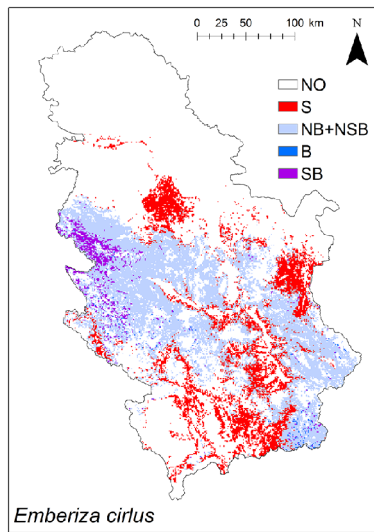 0 25 50 100 km
N
NO
S
NB+NSB
B
SB
Emberiza cirlus